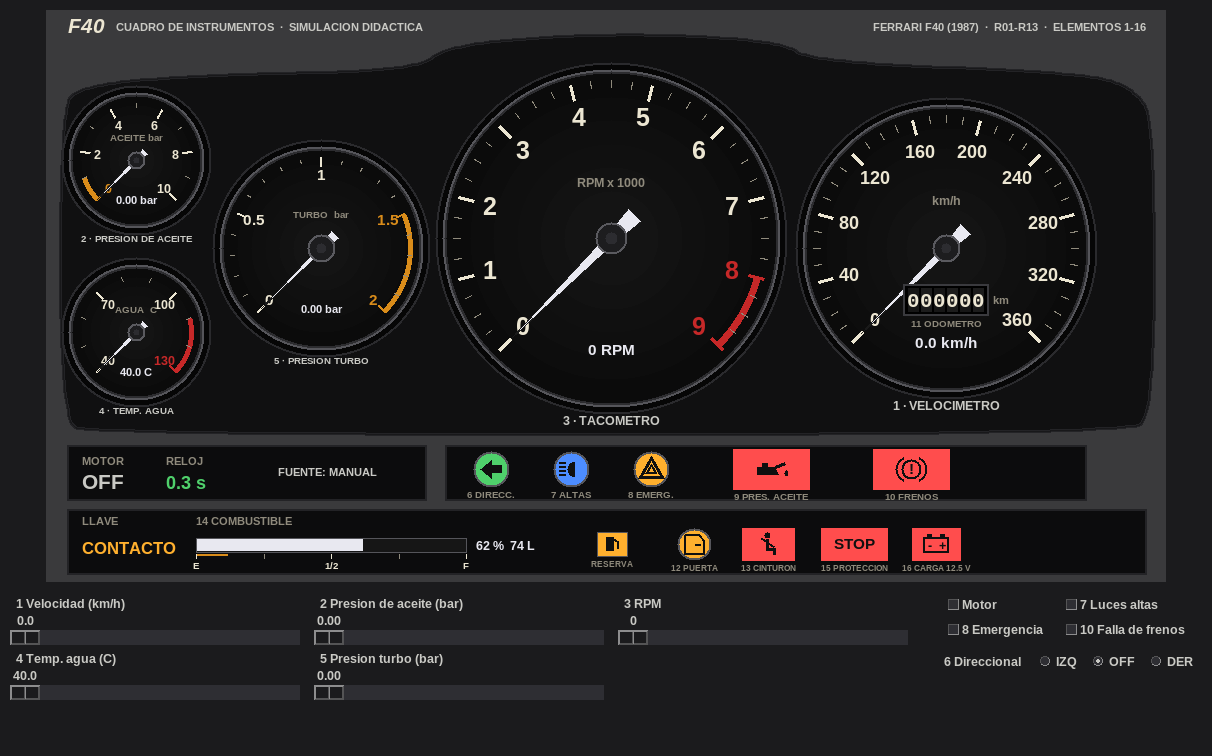 F40 CUADRO DE INSTRUMENTOS · SIMULACION DIDACTICA
FERRARI F40 (1987) · R01-R13 · ELEMENTOS 1-16
0 2 4 6 8 10
ACEITE bar
0.00 bar
2 · PRESION DE ACEITE
40 70 100 130
AGUA C
40.0 C
4 · TEMP. AGUA
0 0.5 1 1.5 2
TURBO bar
0.00 bar
5 · PRESION TURBO
0 1 2 3 4 5 6 7 8 9
RPM x 1000
0 RPM
3 · TACOMETRO
0 40 80 120 160 200 240 280 320 360
km/h
000000 km
11 ODOMETRO
0.0 km/h
1 · VELOCIMETRO
MOTOR RELOJ
OFF 0.3 s FUENTE: MANUAL
6 DIRECC. 7 ALTAS 8 EMERG. 9 PRES. ACEITE 10 FRENOS
LLAVE 14 COMBUSTIBLE
CONTACTO 62 % 74 L
E 1/2 F
RESERVA 12 PUERTA 13 CINTURON
STOP
15 PROTECCION 16 CARGA 12.5 V
1 Velocidad (km/h) 2 Presion de aceite (bar) 3 RPM
0.0 0.00 0
4 Temp. agua (C) 5 Presion turbo (bar)
40.0 0.00
Motor 7 Luces altas
8 Emergencia 10 Falla de frenos
6 Direccional IZQ OFF DER